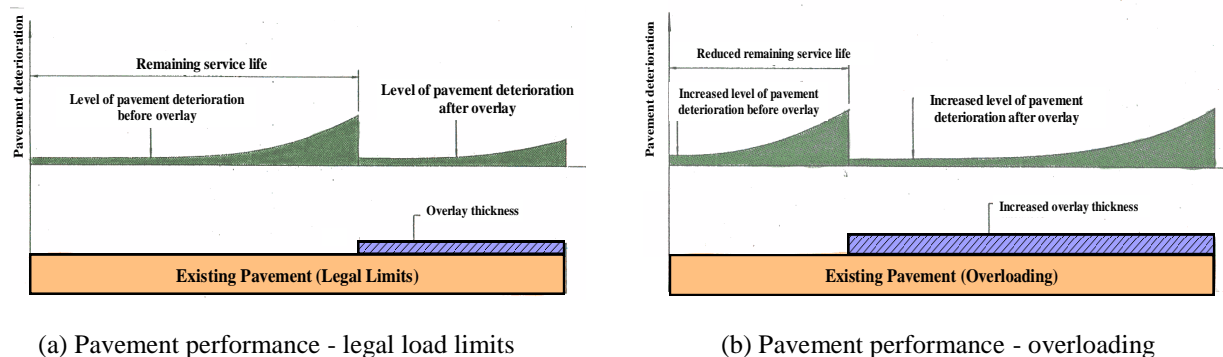 Pavement deterioration
Remaining service life
Level of pavement deterioration
before overlay
Level of pavement deterioration
after overlay
Overlay thickness
Existing Pavement (Legal Limits)
(a) Pavement performance - legal load limits
Pavement deterioration
Reduced remaining service life
Increased level of pavement
deterioration before overlay
Increased level of pavement
deterioration after overlay
Increased overlay thickness
Existing Pavement (Overloading)
(b) Pavement performance - overloading